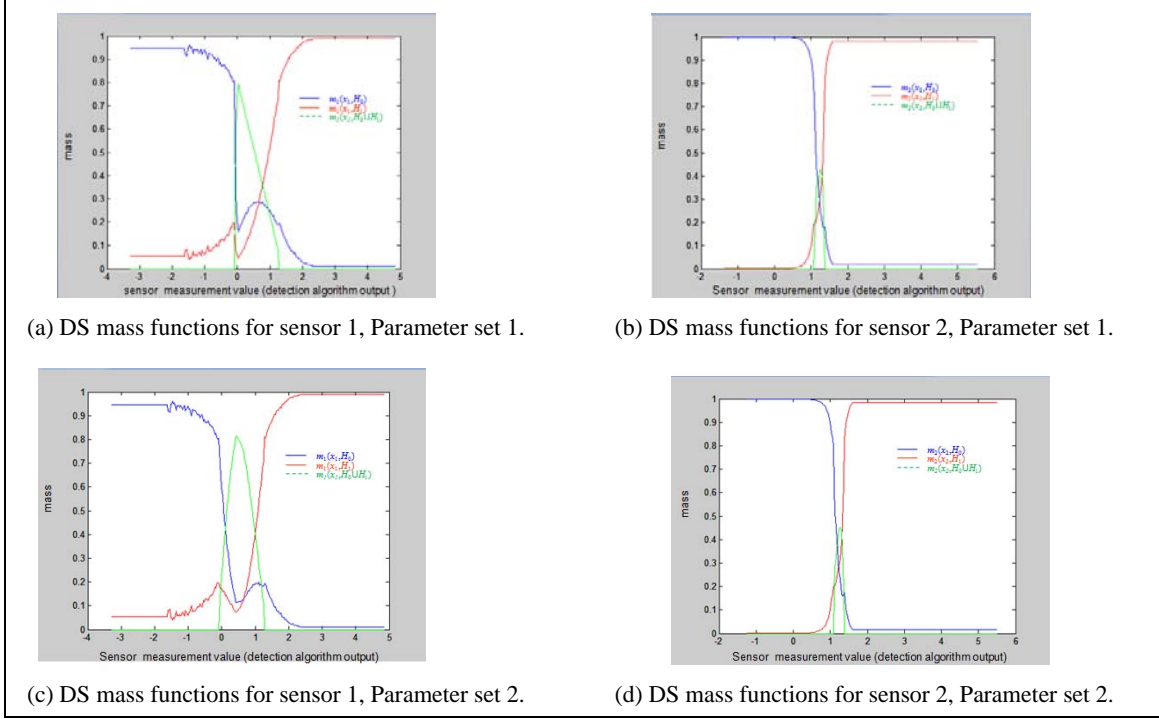 1
0.9
0.8
0.7
0.6
0.5
0.4
0.3
0.2
0.1
0
mass
-3 -2 -1 0 1 2 3 4 5
sensor measurement value (detection algorithm output )
m₁(x₁,H₀)
m₁(x₁,H₁)
(a) DS mass functions for sensor 1, Parameter set 1.
1
0.9
0.8
0.7
0.6
0.5
0.4
0.3
0.2
0.1
0
mass
-2 -1 0 1 2 3 4 5 6
Sensor measurement value (detection algorithm output)
m₂(x₂,H₀)
m₂(x₂,H₁)
m₂(x₂,H₀∪H₁)
(b) DS mass functions for sensor 2, Parameter set 1.
1
0.9
0.8
0.7
0.6
0.5
0.4
0.3
0.2
0.1
0
mass
-4 -3 -2 -1 0 1 2 3 4 5
Sensor measurement value (detection algorithm output)
m₁(x₁,H₀)
m₁(x₁,H₁)
(c) DS mass functions for sensor 1, Parameter set 2.
1
0.9
0.8
0.7
0.6
0.5
0.4
0.3
0.2
0.1
0
mass
-2 -1 0 1 2 3 4 5 6
Sensor measurement value (detection algorithm output)
m₂(x₂,H₀)
m₂(x₂,H₁)
m₂(x₂,H₀∪H₁)
(d) DS mass functions for sensor 2, Parameter set 2.